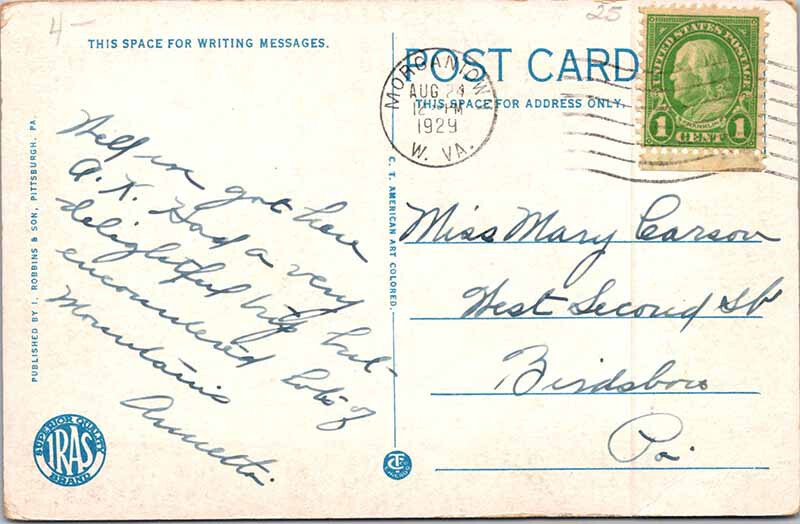 4-
25
THIS SPACE FOR WRITING MESSAGES.
POST CARD
THIS SPACE FOR ADDRESS ONLY.
MORGANTOWN
AUG 24
12 PM
1929
W. VA.
UNITED STATES POSTAGE
FRANKLIN
1 CENT 1
Well we got here
O. K. Had a very
delightful trip but
encountered lots of
Mountains
Annetta.
Miss Mary Carson
West Second St
Birdsboro
Pa.
PUBLISHED BY I. ROBBINS & SON, PITTSBURGH, PA.
C. T. AMERICAN ART COLORED.
SUPERIOR QUALITY
IRAS
BRAND